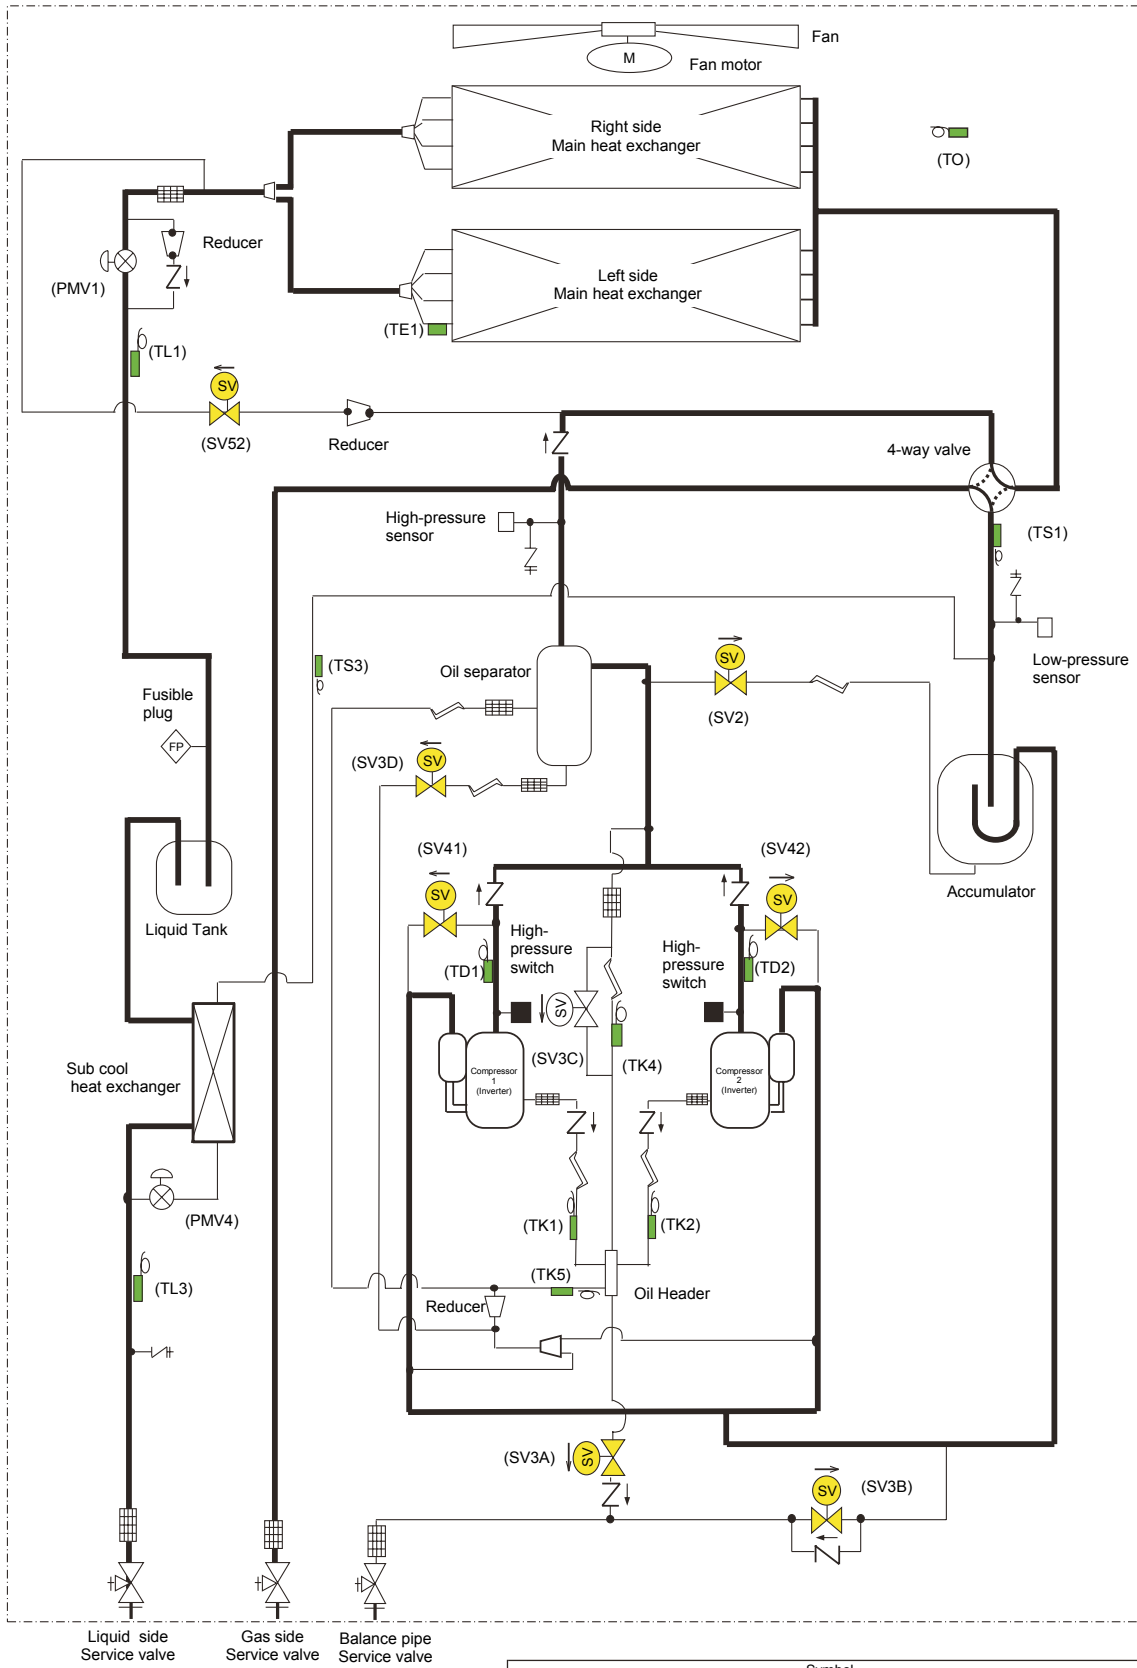 Fan
M
Fan motor
Right side
Main heat exchanger
(TO)
Reducer
Left side
Main heat exchanger
(PMV1)
(TE1)
(TL1)
SV
(SV52)
Reducer
4-way valve
High-pressure
sensor
(TS1)
(TS3)
Oil separator
SV
(SV2)
Low-pressure
sensor
Fusible
plug
FP
(SV3D)
SV
(SV41)
SV
(SV42)
SV
Accumulator
Liquid Tank
High-
pressure
switch
High-
pressure
switch
(TD1)
(TD2)
SV
(SV3C)
(TK4)
Compressor
1
(Inverter)
Compressor
2
(Inverter)
Sub cool
heat exchanger
(PMV4)
(TK1)
(TK2)
(TL3)
(TK5)
Oil Header
Reducer
(SV3A)
SV
SV
(SV3B)
Liquid side
Service valve
Gas side
Service valve
Balance pipe
Service valve
Symbol